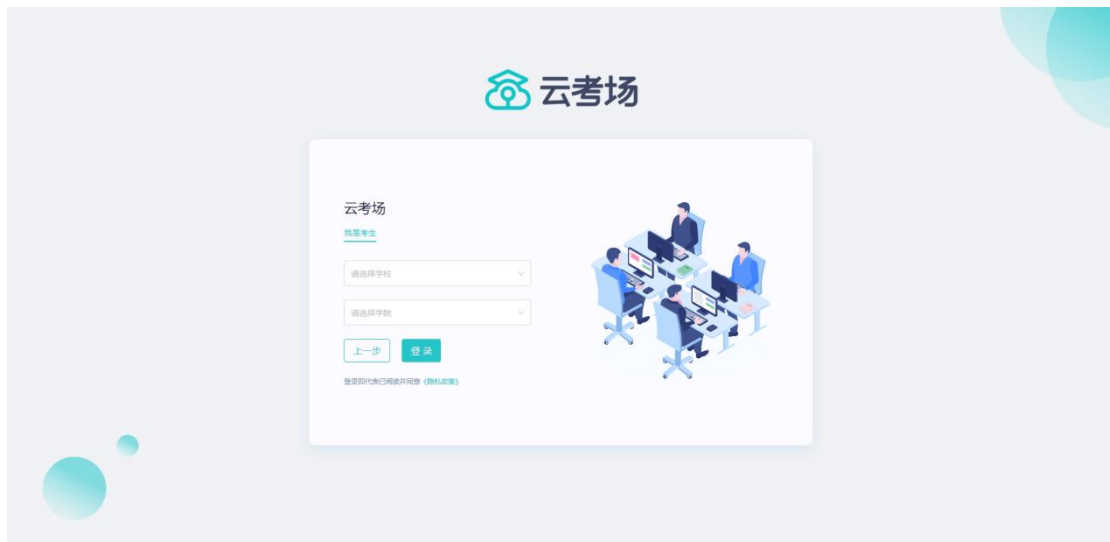 云考场
云考场
我是考生
请选择学校
请选择学院
上一步 登录
登录即代表已阅读并同意《隐私政策》